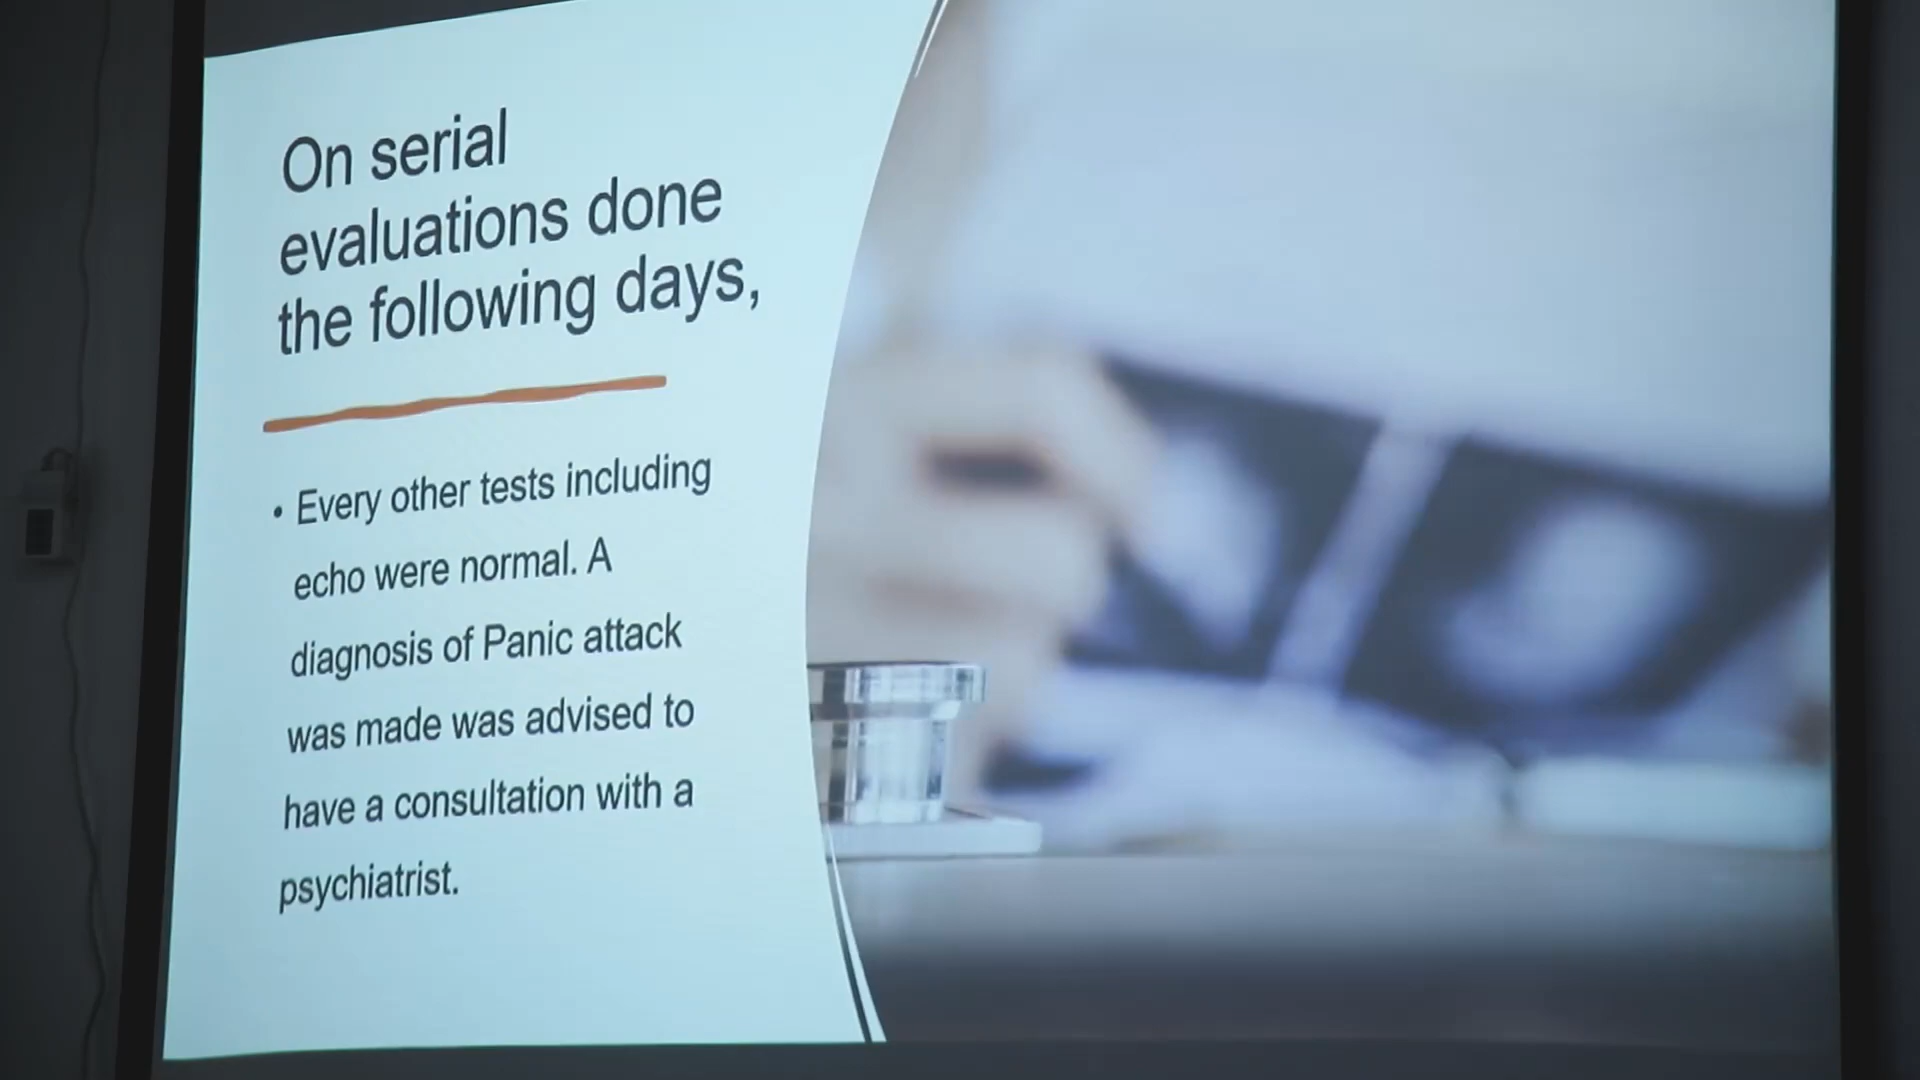 On serial
evaluations done
the following days,
• Every other tests including
echo were normal. A
diagnosis of Panic attack
was made was advised to
have a consultation with a
psychiatrist.